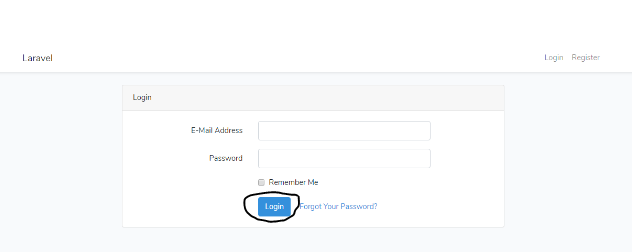 Laravel
Login Register
Login
E-Mail Address
Password
Remember Me
Login Forgot Your Password?